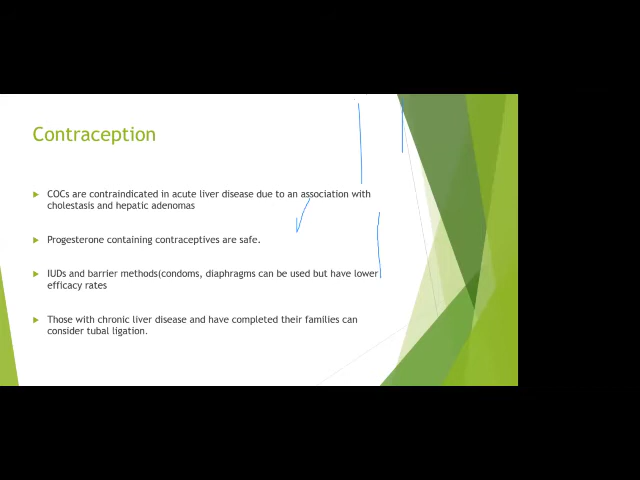 Contraception
COCs are contraindicated in acute liver disease due to an association with
cholestasis and hepatic adenomas
Progesterone containing contraceptives are safe.
IUDs and barrier methods(condoms, diaphragms can be used but have lower
efficacy rates
Those with chronic liver disease and have completed their families can
consider tubal ligation.